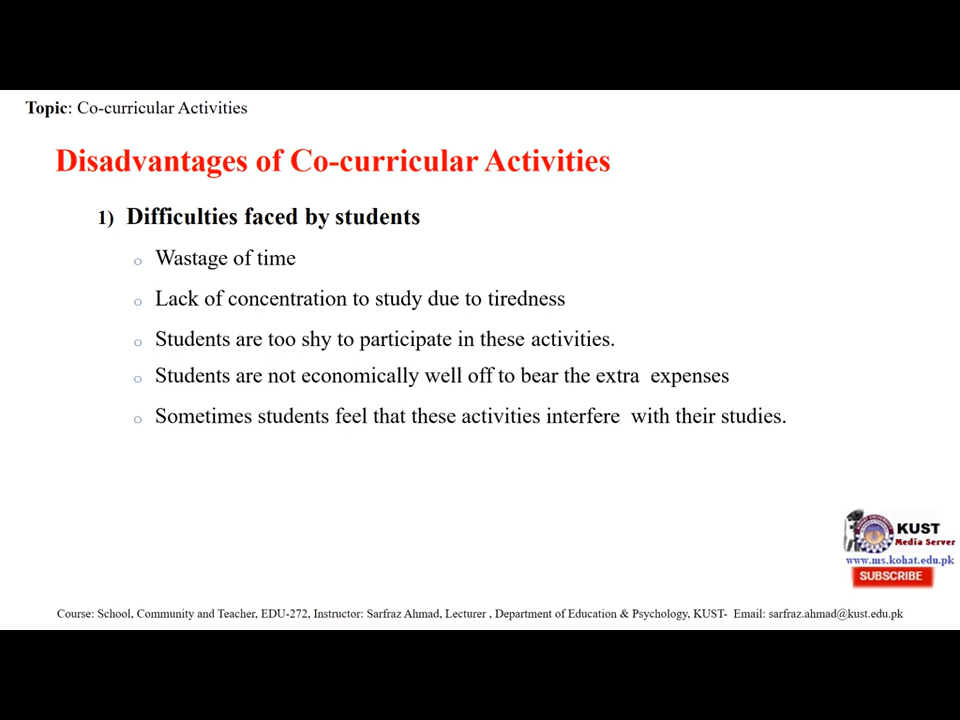 Topic: Co-curricular Activities
Disadvantages of Co-curricular Activities
1) Difficulties faced by students
o Wastage of time
o Lack of concentration to study due to tiredness
o Students are too shy to participate in these activities.
o Students are not economically well off to bear the extra expenses
o Sometimes students feel that these activities interfere with their studies.
KUST
Media Server
www.ms.kohat.edu.pk
SUBSCRIBE
Course: School, Community and Teacher, EDU-272, Instructor: Sarfraz Ahmad, Lecturer , Department of Education & Psychology, KUST- Email: sarfraz.ahmad@kust.edu.pk